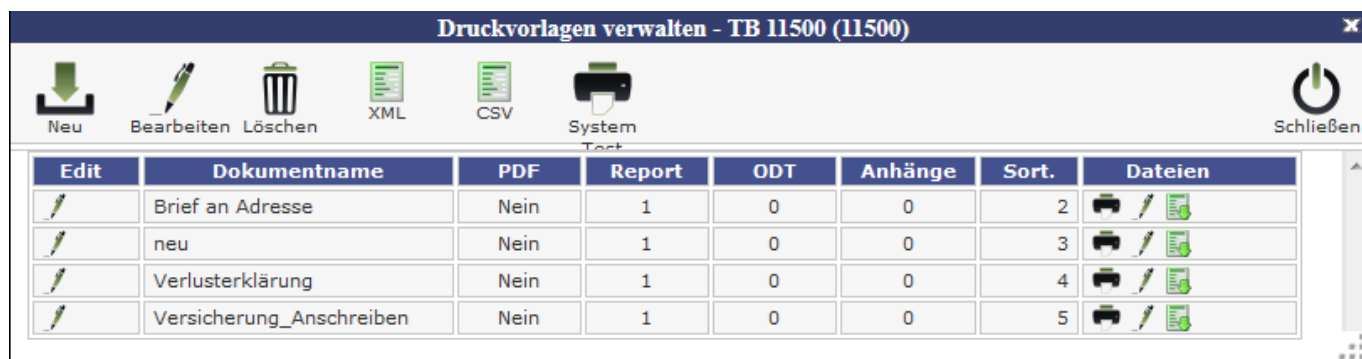 Druckvorlagen verwalten - TB 11500 (11500)
Neu Bearbeiten Löschen XML CSV System Test Schließen
Edit Dokumentname PDF Report ODT Anhänge Sort. Dateien
Brief an Adresse Nein 1 0 0 2
neu Nein 1 0 0 3
Verlusterklärung Nein 1 0 0 4
Versicherung_Anschreiben Nein 1 0 0 5